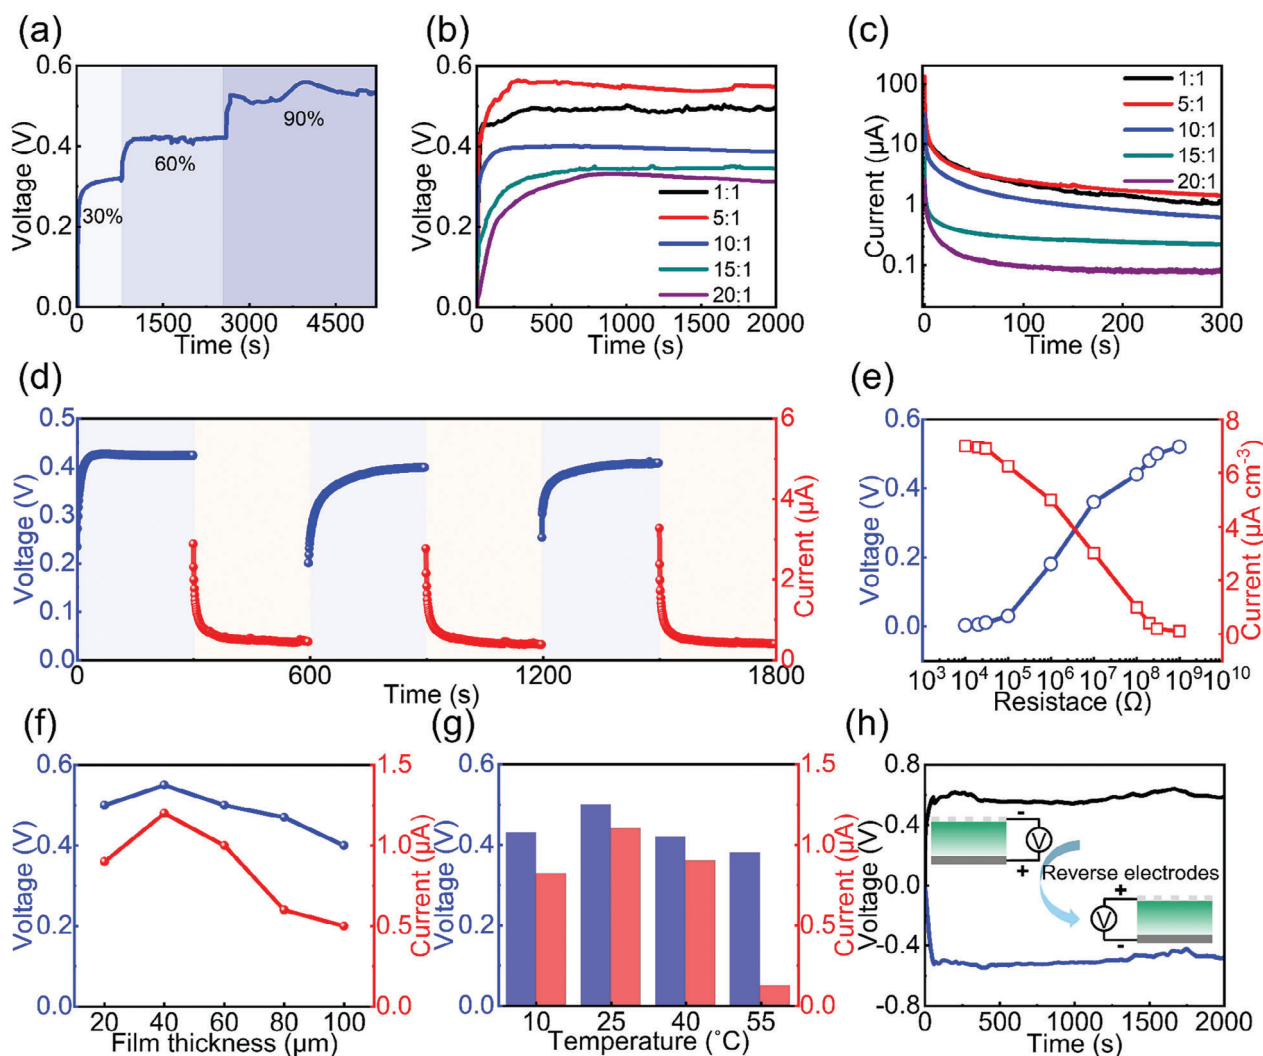 (a)
Voltage (V)
0.6
0.4
0.2
0.0
30%
60%
90%
0
1500
3000
4500
Time (s)
(b)
Voltage (V)
0.6
0.4
0.2
0.0
1:1
5:1
10:1
15:1
20:1
0
500
1000
1500
2000
Time (s)
(c)
Current (µA)
100
10
1
0.1
1:1
5:1
10:1
15:1
20:1
0
100
200
300
Time (s)
(d)
Voltage (V)
0.5
0.4
0.3
0.2
0.1
0.0
Current (µA)
6
4
2
0
0
600
1200
1800
Time (s)
(e)
Voltage (V)
0.6
0.4
0.2
0.0
Current (µA cm⁻³)
8
7
6
4
2
0
10³ 10⁴ 10⁵ 10⁶ 10⁷ 10⁸ 10⁹ 10¹⁰
Resistace (Ω)
(f)
Voltage (V)
0.6
0.4
0.2
0.0
Current (µA)
1.5
1.0
0.5
0.0
20 40 60 80 100
Film thickness (µm)
(g)
Voltage (V)
0.6
0.4
0.2
0.0
Current (µA)
1.5
1.0
0.5
0.0
10 25 40 55
Temperature (˚C)
(h)
Voltage (V)
0.8
0.4
0.0
-0.4
-0.8
-
V
+
Reverse electrodes
+
V
-
0
500
1000
1500
2000
Time (s)